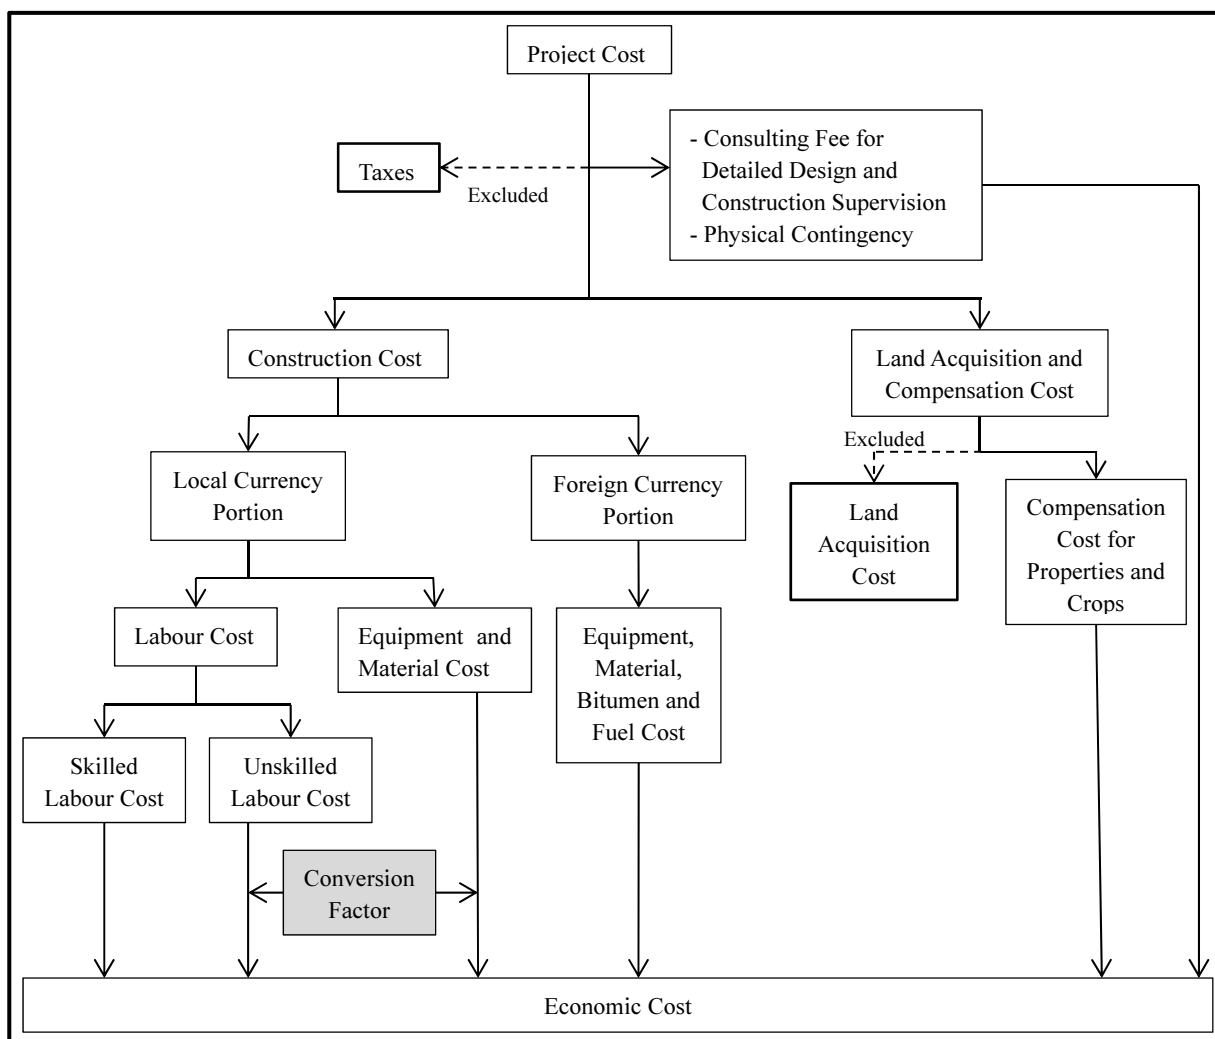 Project Cost
- Consulting Fee for
Detailed Design and
Construction Supervision
- Physical Contingency
Taxes
Excluded
Construction Cost
Land Acquisition and
Compensation Cost
Excluded
Local Currency
Portion
Foreign Currency
Portion
Land
Acquisition
Cost
Compensation
Cost for
Properties and
Crops
Labour Cost
Equipment and
Material Cost
Equipment,
Material,
Bitumen and
Fuel Cost
Skilled
Labour Cost
Unskilled
Labour Cost
Conversion
Factor
Economic Cost